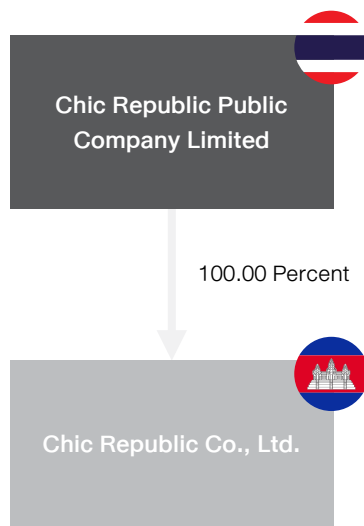 Chic Republic Public
Company Limited
100.00 Percent
Chic Republic Co., Ltd.